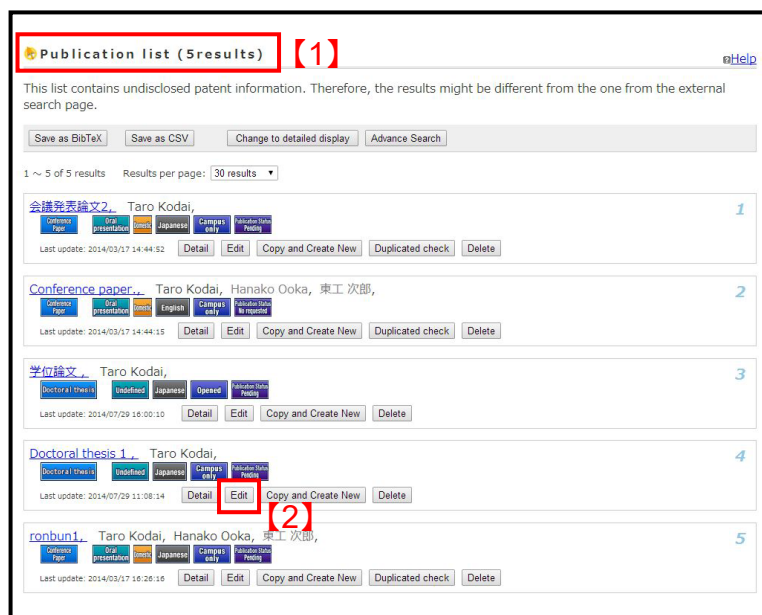 Publication list (5results) 【1】
Help
This list contains undisclosed patent information. Therefore, the results might be different from the one from the external
search page.
Save as BibTeX Save as CSV Change to detailed display Advance Search
1 ～ 5 of 5 results Results per page: 30 results
会議発表論文2, Taro Kodai, 1
Conference Paper Oral presentation Domestic Japanese Campus only Publication Status Pending
Last update: 2014/03/17 14:44:52 Detail Edit Copy and Create New Duplicated check Delete
Conference paper., Taro Kodai, Hanako Ooka,東工 次郎, 2
Conference Paper Oral presentation Domestic English Campus only Publication Status No requested
Last update: 2014/03/17 14:44:15 Detail Edit Copy and Create New Duplicated check Delete
学位論文 , Taro Kodai, 3
Doctoral thesis Undefined Japanese Opened Publication Status Pending
Last update: 2014/07/29 16:00:10 Detail Edit Copy and Create New Delete
Doctoral thesis 1 , Taro Kodai, 4
Doctoral thesis Undefined Japanese Campus only Publication Status Pending
Last update: 2014/07/29 11:08:14 Detail Edit Copy and Create New Delete
【2】
ronbun1, Taro Kodai, Hanako Ooka, 東工 次郎, 5
Conference Paper Oral presentation Domestic Japanese Campus only Publication Status Pending
Last update: 2014/03/17 16:26:16 Detail Edit Copy and Create New Duplicated check Delete